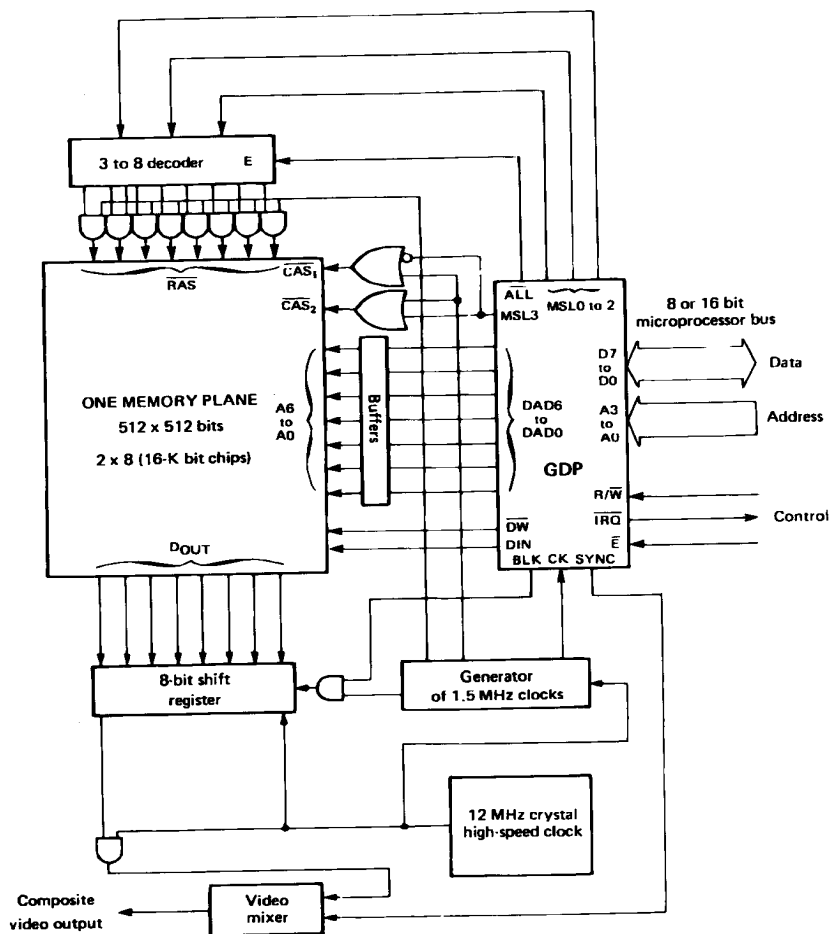 3 to 8 decoder E
RAS
CAS1
CAS2
ALL
MSL0 to 2
MSL3
8 or 16 bit
microprocessor bus
D7
to
D0
Data
ONE MEMORY PLANE
512 x 512 bits
2 x 8 (16-K bit chips)
A6
to
A0
Buffers
DAD6
to
DAD0
A3
to
A0
Address
GDP
R/W
IRQ
Control
DW
DIN
E
BLK CK SYNC
DOUT
8-bit shift
register
Generator
of 1.5 MHz clocks
12 MHz crystal
high-speed clock
Composite
video output
Video
mixer